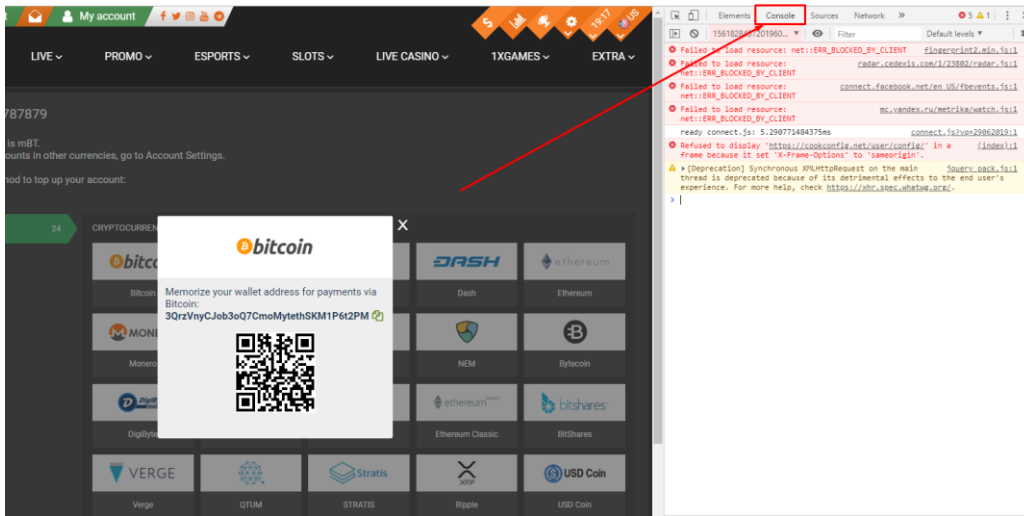 My account
19:17
US
LIVE
PROMO
ESPORTS
SLOTS
LIVE CASINO
1XGAMES
EXTRA
787879
is mBT.
ounts in other currencies, go to Account Settings.
hod to top up your account:
24
CRYPTOCURREN
bitco
DASH
ethereum
Bitcoin
Dash
Ethereum
MON
Monero
NEM
Bytecoin
DigiByte
ethereum classic
bitshares
Ethereum Classic
BitShares
VERGE
Stratis
XRP
USD Coin
Verge
QTUM
STRATIS
Ripple
USD Coin
X
bitcoin
Memorize your wallet address for payments via
Bitcoin:
3QrzVnyCJob3oQ7CmoMytethSKM1P6t2PM
Elements Console Sources Network » 5 1
Filter Default levels ▼
Failed to load resource: net::ERR_BLOCKED_BY_CLIENT fingerprint2.min.js:1
Failed to load resource: radar.cedexis.com/1/23802/radar.js:1
net::ERR_BLOCKED_BY_CLIENT
Failed to load resource: connect.facebook.net/en_US/fbevents.js:1
net::ERR_BLOCKED_BY_CLIENT
Failed to load resource: mc.yandex.ru/metrika/watch.js:1
net::ERR_BLOCKED_BY_CLIENT
ready connect.js: 5.290771484375ms connect.js?vp=29062019:1
Refused to display 'https://cookconfig.net/user/config/' in a (index):1
frame because it set 'X-Frame-Options' to 'sameorigin'.
[Deprecation] Synchronous XMLHttpRequest on the main jquery_pack.js:1
thread is deprecated because of its detrimental effects to the end user's
experience. For more help, check https://xhr.spec.whatwg.org/.